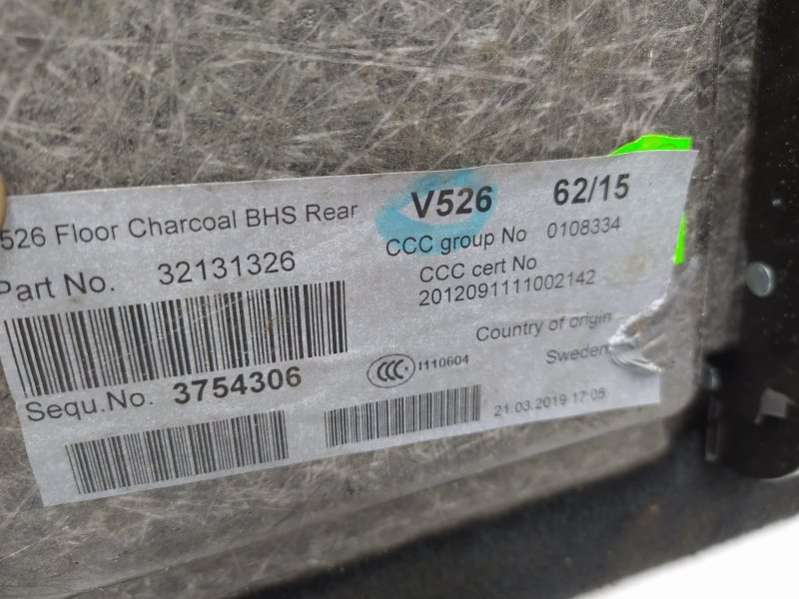 526 Floor Charcoal BHS Rear
V526 62/15
Part No. 32131326
CCC group No 0108334
CCC cert No
2012091111002142
Country of origin
Sweden
Sequ.No. 3754306
CCC I110604
21.03.2019 17:05